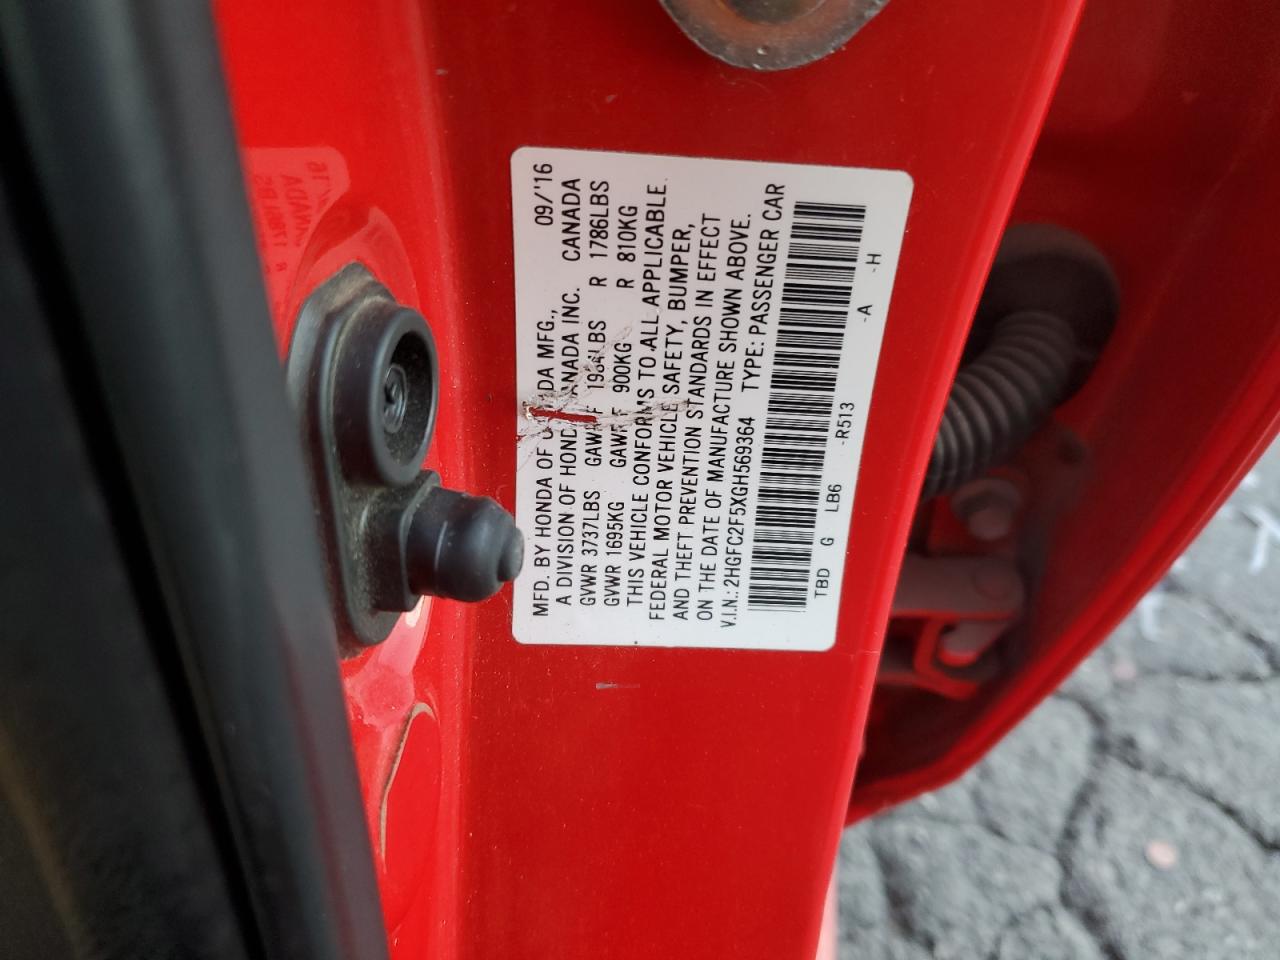 MFD. BY HONDA OF MFG., 09/'16
A DIVISION OF HONDA CANADA INC. CANADA
GVWR 3737LBS GAWR F LBS R 1786LBS
GVWR 1695KG GAWR F 900KG R 810KG
THIS VEHICLE CONFORMS TO ALL APPLICABLE
FEDERAL MOTOR VEHICLE SAFETY, BUMPER,
AND THEFT PREVENTION STANDARDS IN EFFECT
ON THE DATE OF MANUFACTURE SHOWN ABOVE.
V.I.N.: 2HGFC2F5XGH569364 TYPE: PASSENGER CAR
TBD G LB6 -R513 -A -H